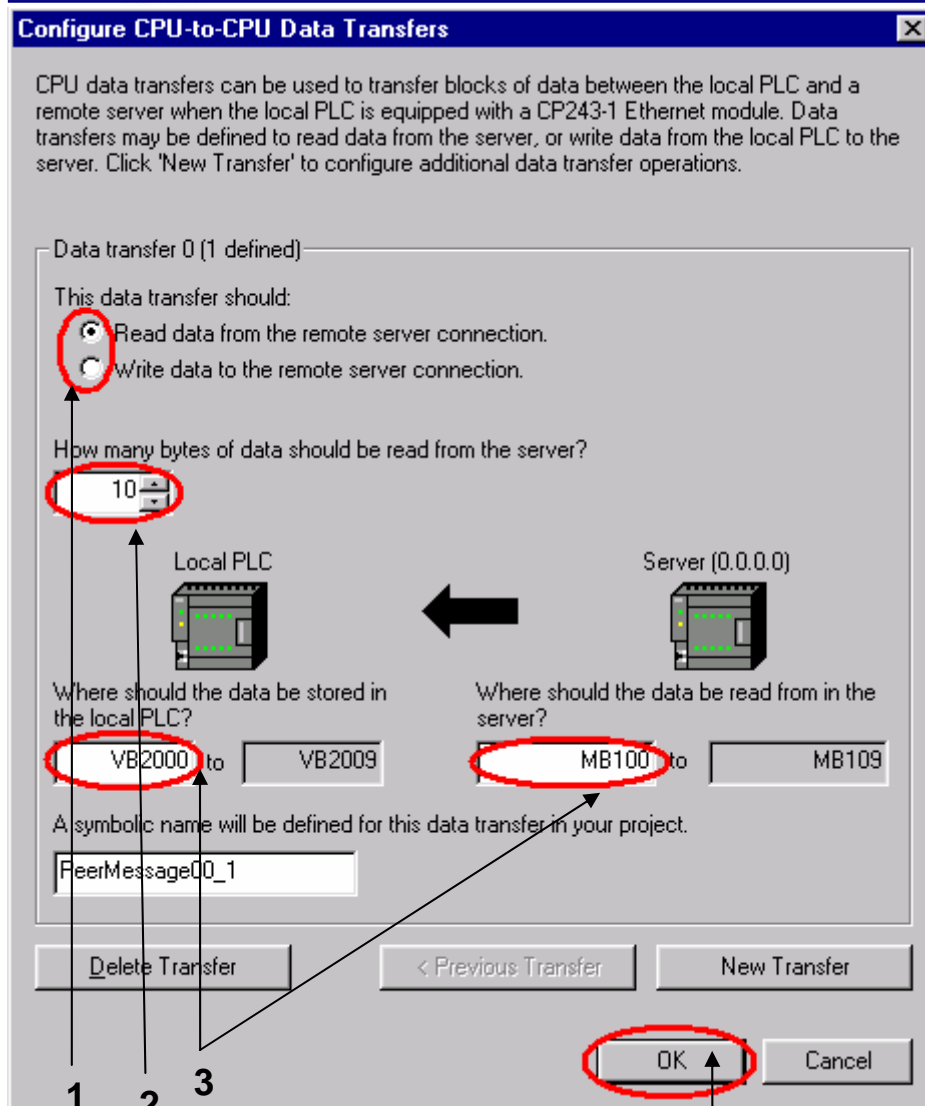 Configure CPU-to-CPU Data Transfers
CPU data transfers can be used to transfer blocks of data between the local PLC and a
remote server when the local PLC is equipped with a CP243-1 Ethernet module. Data
transfers may be defined to read data from the server, or write data from the local PLC to the
server. Click 'New Transfer' to configure additional data transfer operations.
Data transfer 0 (1 defined)
This data transfer should:
Read data from the remote server connection.
Write data to the remote server connection.
How many bytes of data should be read from the server?
10
Local PLC
Server (0.0.0.0)
Where should the data be stored in
the local PLC?
Where should the data be read from in the
server?
VB2000 to VB2009
MB100 to MB109
A symbolic name will be defined for this data transfer in your project.
PeerMessage00_1
Delete Transfer
< Previous Transfer
New Transfer
OK
Cancel
1
2
3